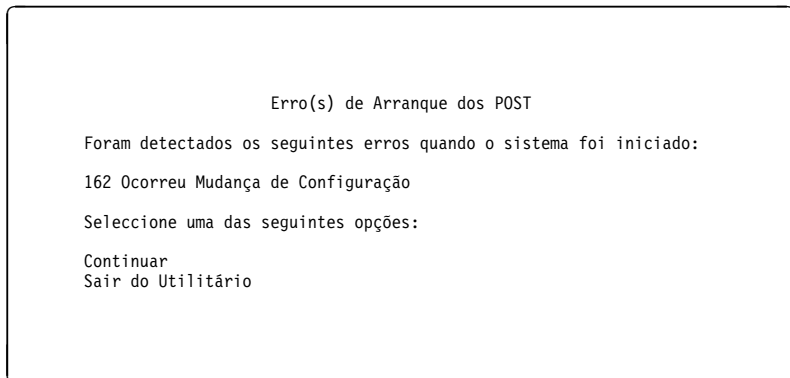 Erro(s) de Arranque dos POST
Foram detectados os seguintes erros quando o sistema foi iniciado:
162 Ocorreu Mudança de Configuração
Seleccione uma das seguintes opções:
Continuar
Sair do Utilitário